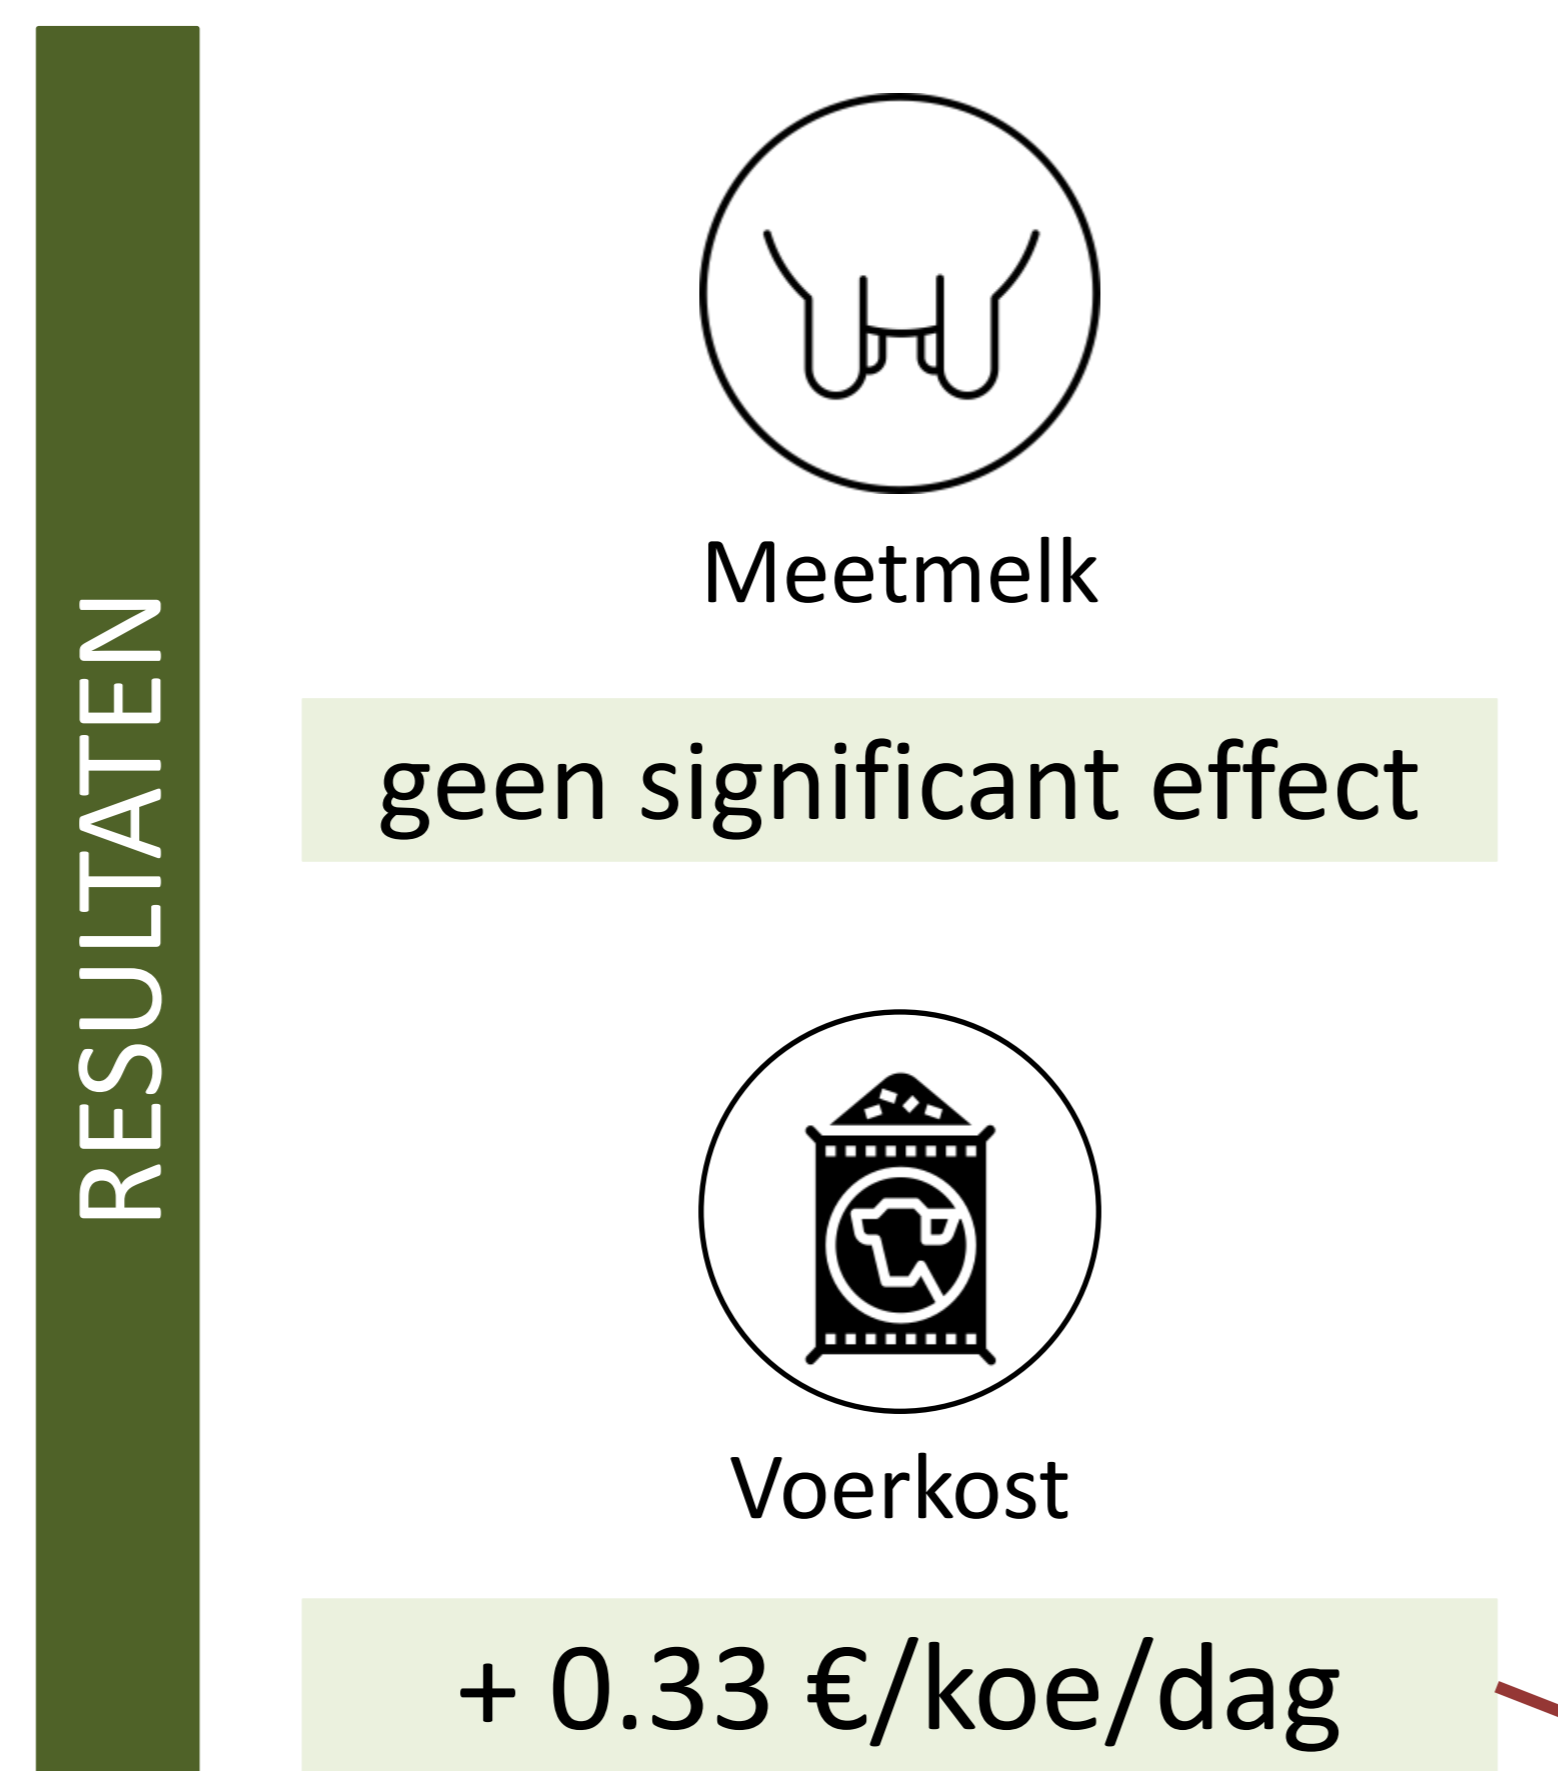 RESULTATEN
Meetmelk
geen significant effect
Voerkost
+ 0.33 €/koe/dag